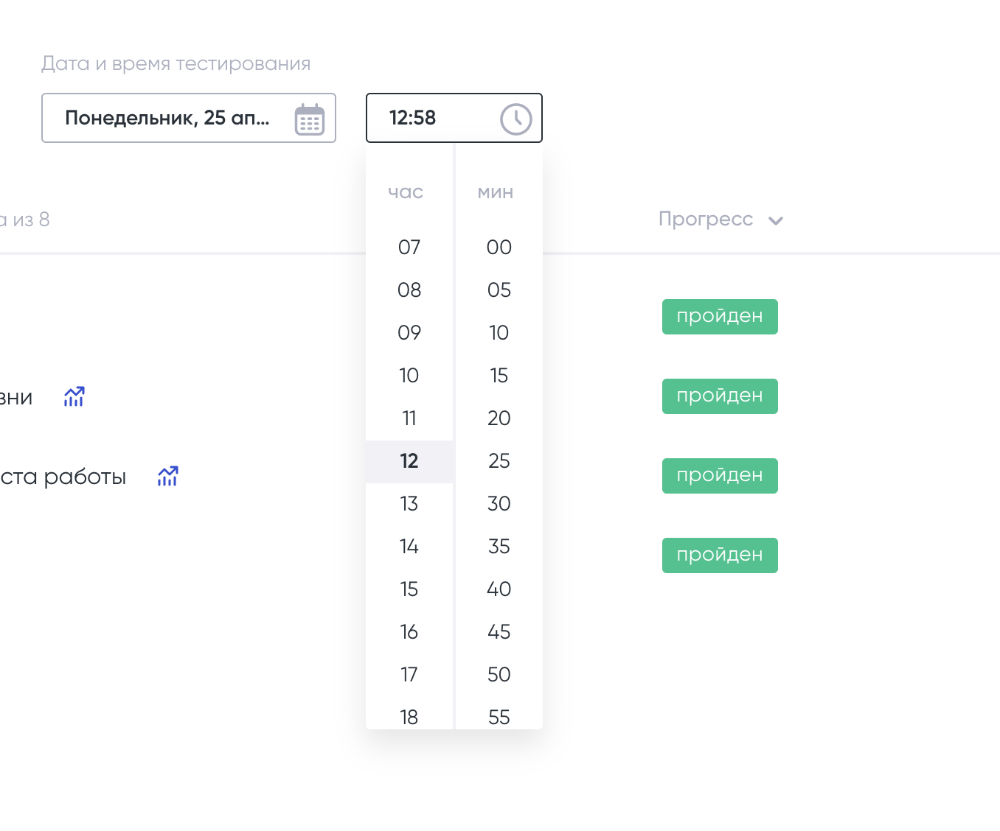 Дата и время тестирования
Понедельник, 25 ап...
12:58
час мин
а из 8
Прогресс
07 00
08 05
09 10
10 15
11 20
12 25
13 30
14 35
15 40
16 45
17 50
18 55
пройден
зни
пройден
ста работы
пройден
пройден